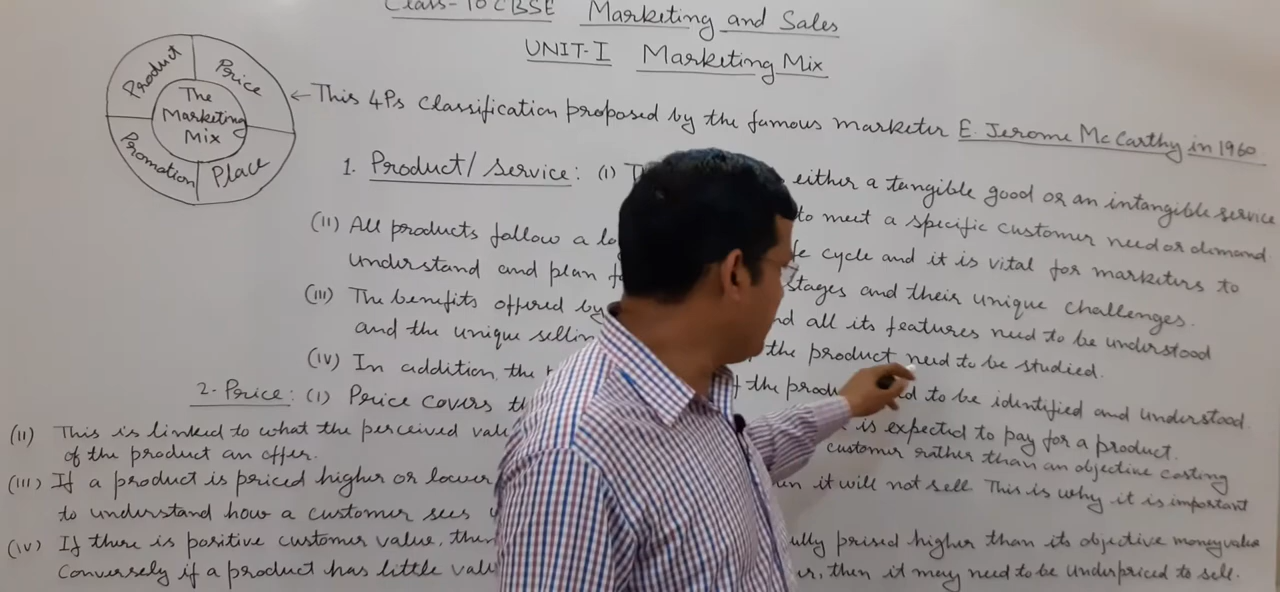 Class-10 CBSE Marketing and Sales
UNIT-I Marketing Mix
Product
Price
The
Marketing
Mix
Promotion
Place
← This 4Ps classification proposed by the famous marketer E. Jerome McCarthy in 1960
1. Product/Service: (i) either a tangible good or an intangible service
to meet a specific customer need or demand
(ii) All products follow a cycle and it is vital for marketers to
understand and plan stages and their unique challenges.
(iii) The benefits offered by all its features need to be understood
and the unique the product need to be studied.
(iv) In addition, the the to be identified and understood.
2- Price: (i) Price covers is expected to pay for a product.
(ii) This is linked to what the perceived customer rather than an objective costing
of the product an offer.
(iii) If a product is priced higher or lower it will not sell. This is why it is important
to understand how a customer sees
(iv) If there is positive customer value, prised higher than its objective money value
Conversely if a product has little then it may need to be underpriced to sell.